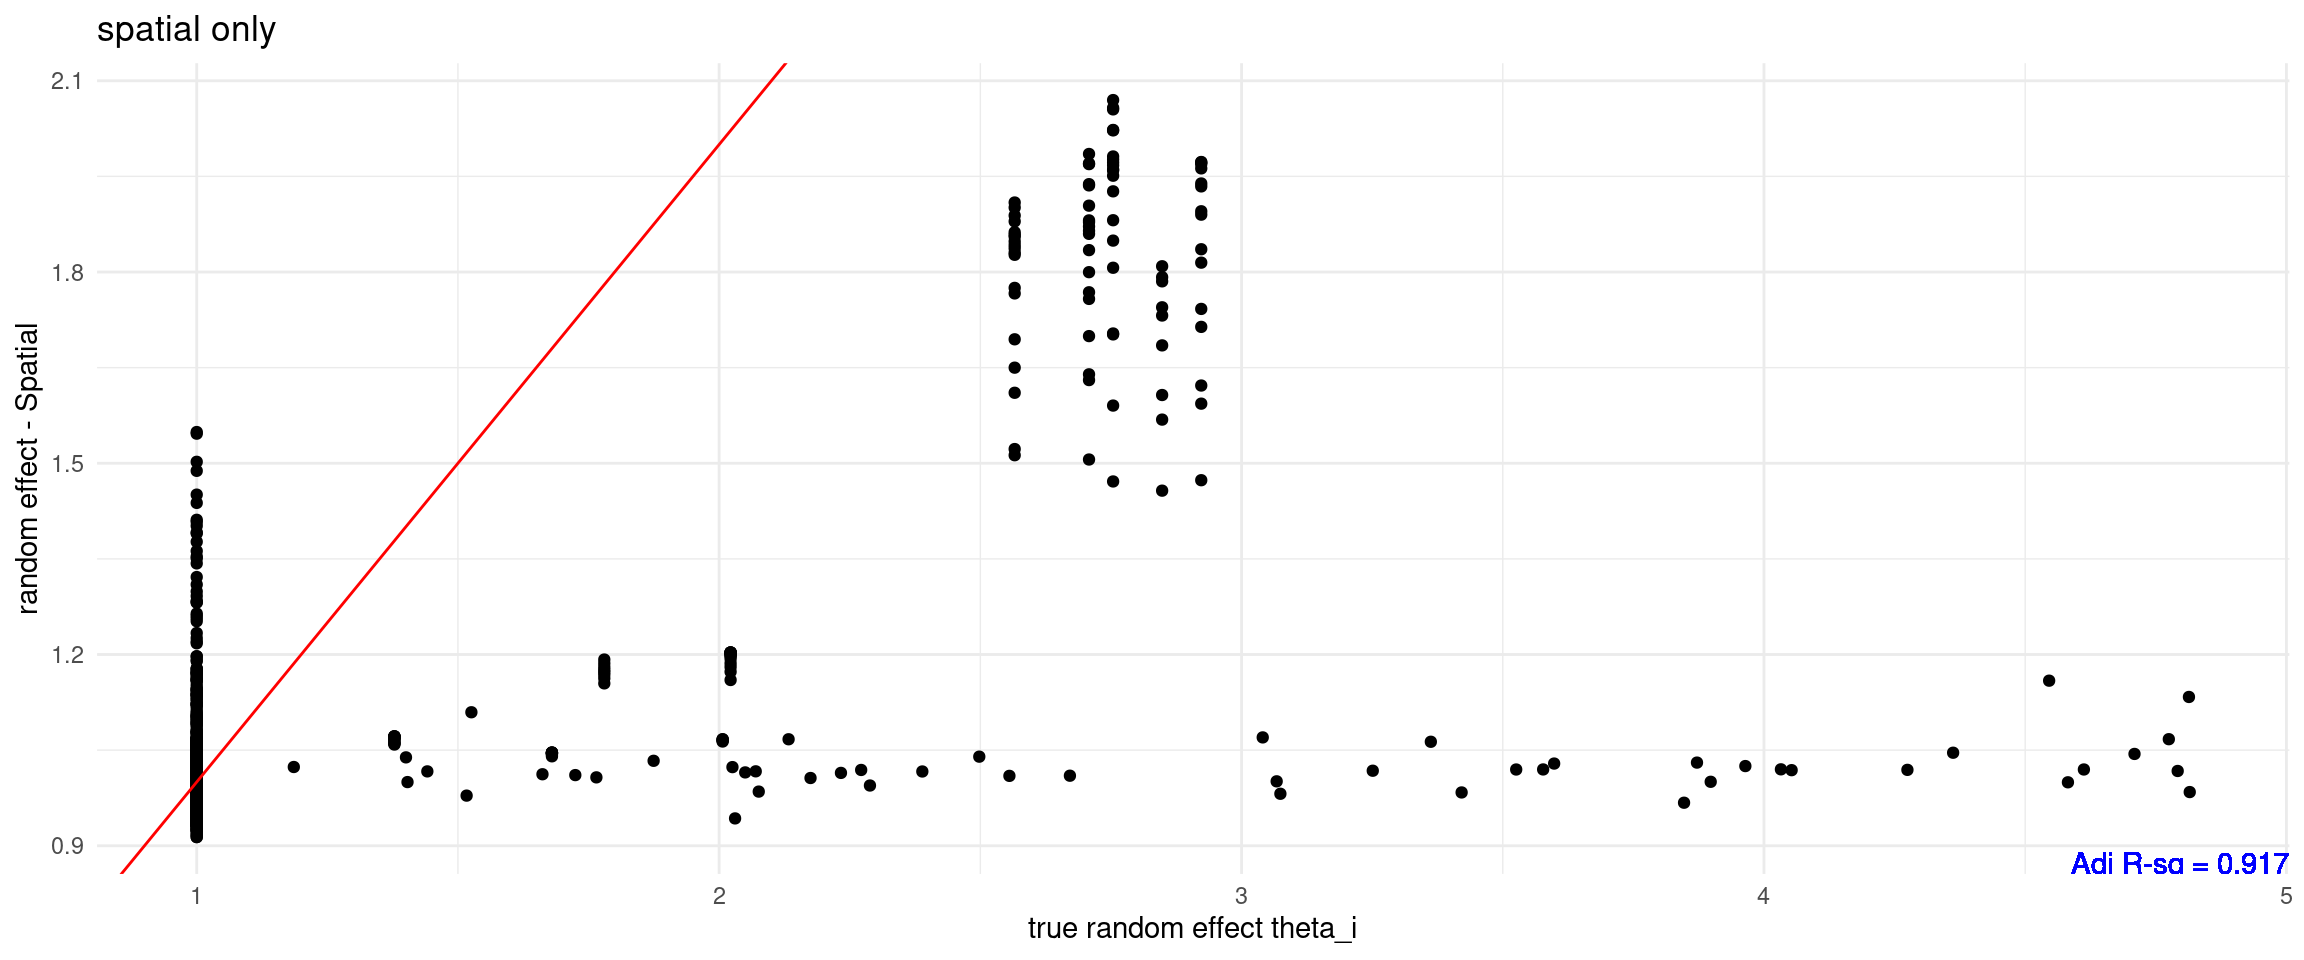 spatial only
2.1
1.8
1.5
1.2
0.9
random effect - Spatial
Adj R-sq = 0.917
1 2 3 4 5
true random effect theta_i